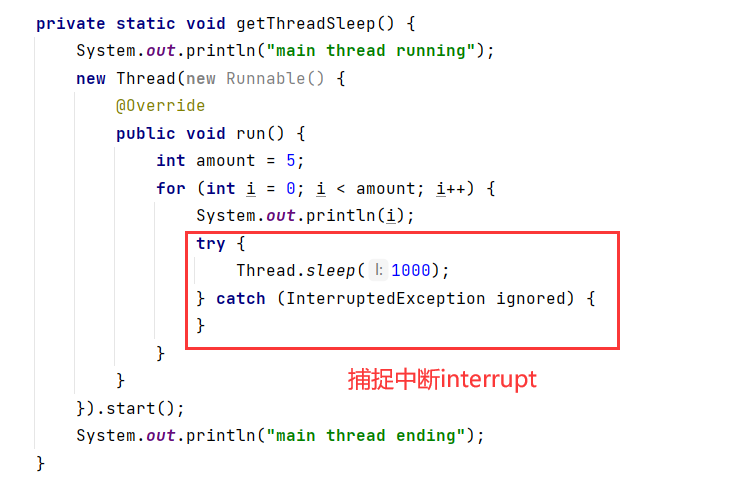 private static void getThreadSleep() {
    System.out.println("main thread running");
    new Thread(new Runnable() {
        @Override
        public void run() {
            int amount = 5;
            for (int i = 0; i < amount; i++) {
                System.out.println(i);
                try {
                    Thread.sleep( l: 1000);
                } catch (InterruptedException ignored) {
                }
            }
        }
捕捉中断interrupt
    }).start();
    System.out.println("main thread ending");
}